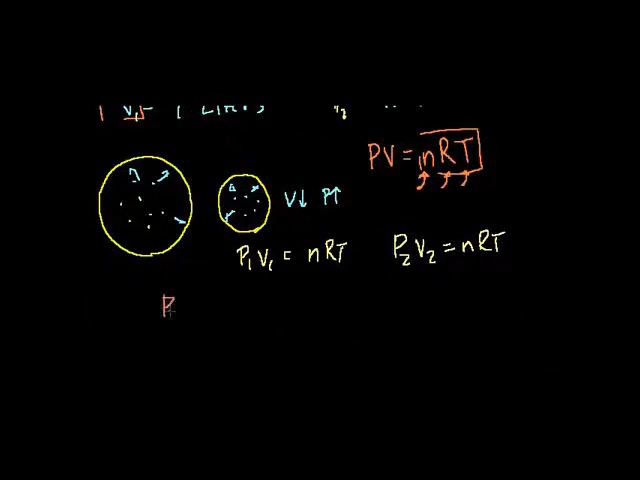 PV = nRT
V↓ P↑
P₁V₁ = nRT P₂V₂ = nRT
P